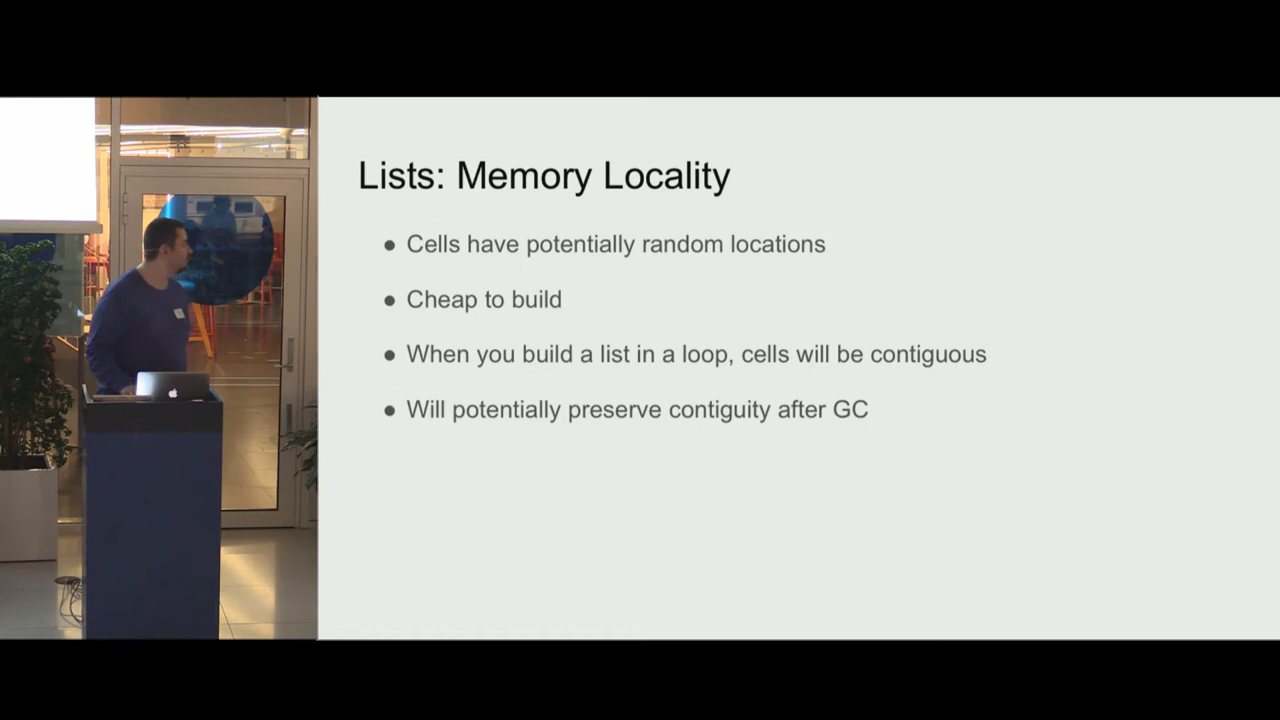 Lists: Memory Locality
● Cells have potentially random locations
● Cheap to build
● When you build a list in a loop, cells will be contiguous
● Will potentially preserve contiguity after GC